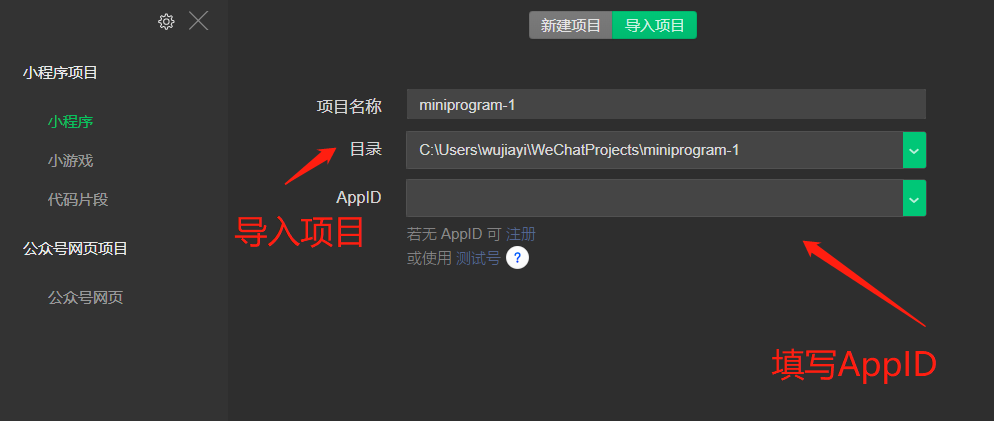 新建项目 导入项目
小程序项目
项目名称 miniprogram-1
小程序
目录 C:\Users\wujiayi\WeChatProjects\miniprogram-1
小游戏
代码片段
AppID
导入项目
若无 AppID 可 注册
公众号网页项目
或使用 测试号 ?
公众号网页
填写AppID